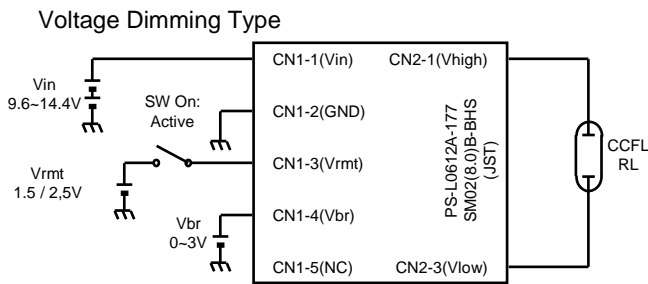 Voltage Dimming Type
Vin
9.6~14.4V
SW On:
Active
Vrmt
1.5 / 2,5V
Vbr
0~3V
CN1-1(Vin)
CN1-2(GND)
CN1-3(Vrmt)
CN1-4(Vbr)
CN1-5(NC)
CN2-1(Vhigh)
CN2-3(Vlow)
PS-L0612A-177
SM02(8.0)B-BHS
(JST)
CCFL
RL